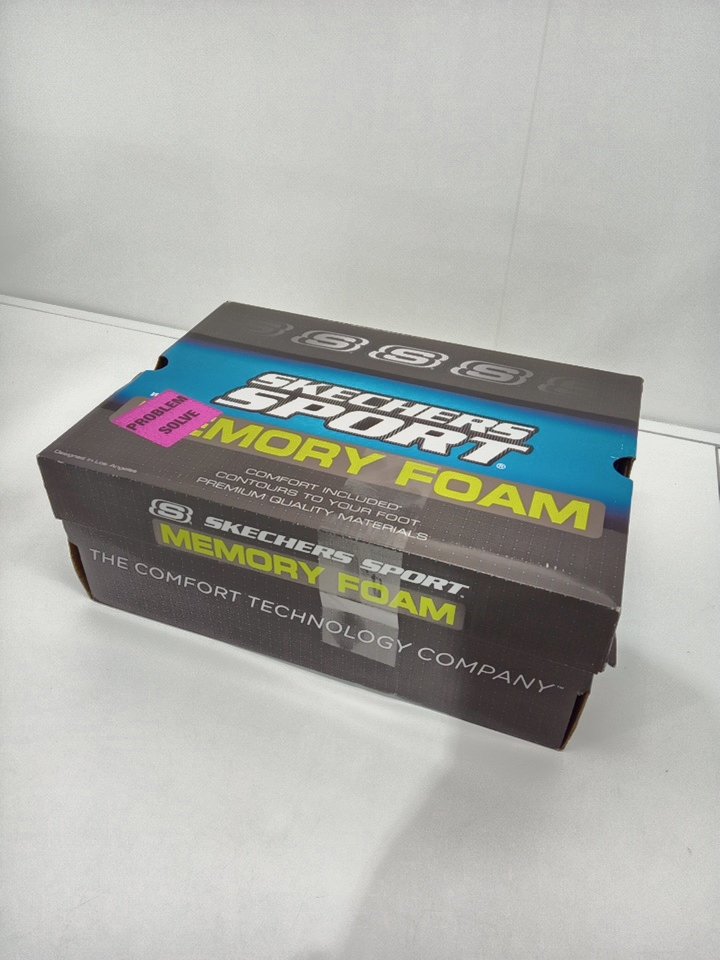 SKECHERS
SPORT®
PROBLEM
SOLVE
MEMORY FOAM
Designed in Los Angeles
COMFORT INCLUDED
CONTOURS TO YOUR FOOT
PREMIUM QUALITY MATERIALS
SKECHERS SPORT
MEMORY FOAM
THE COMFORT TECHNOLOGY COMPANY™